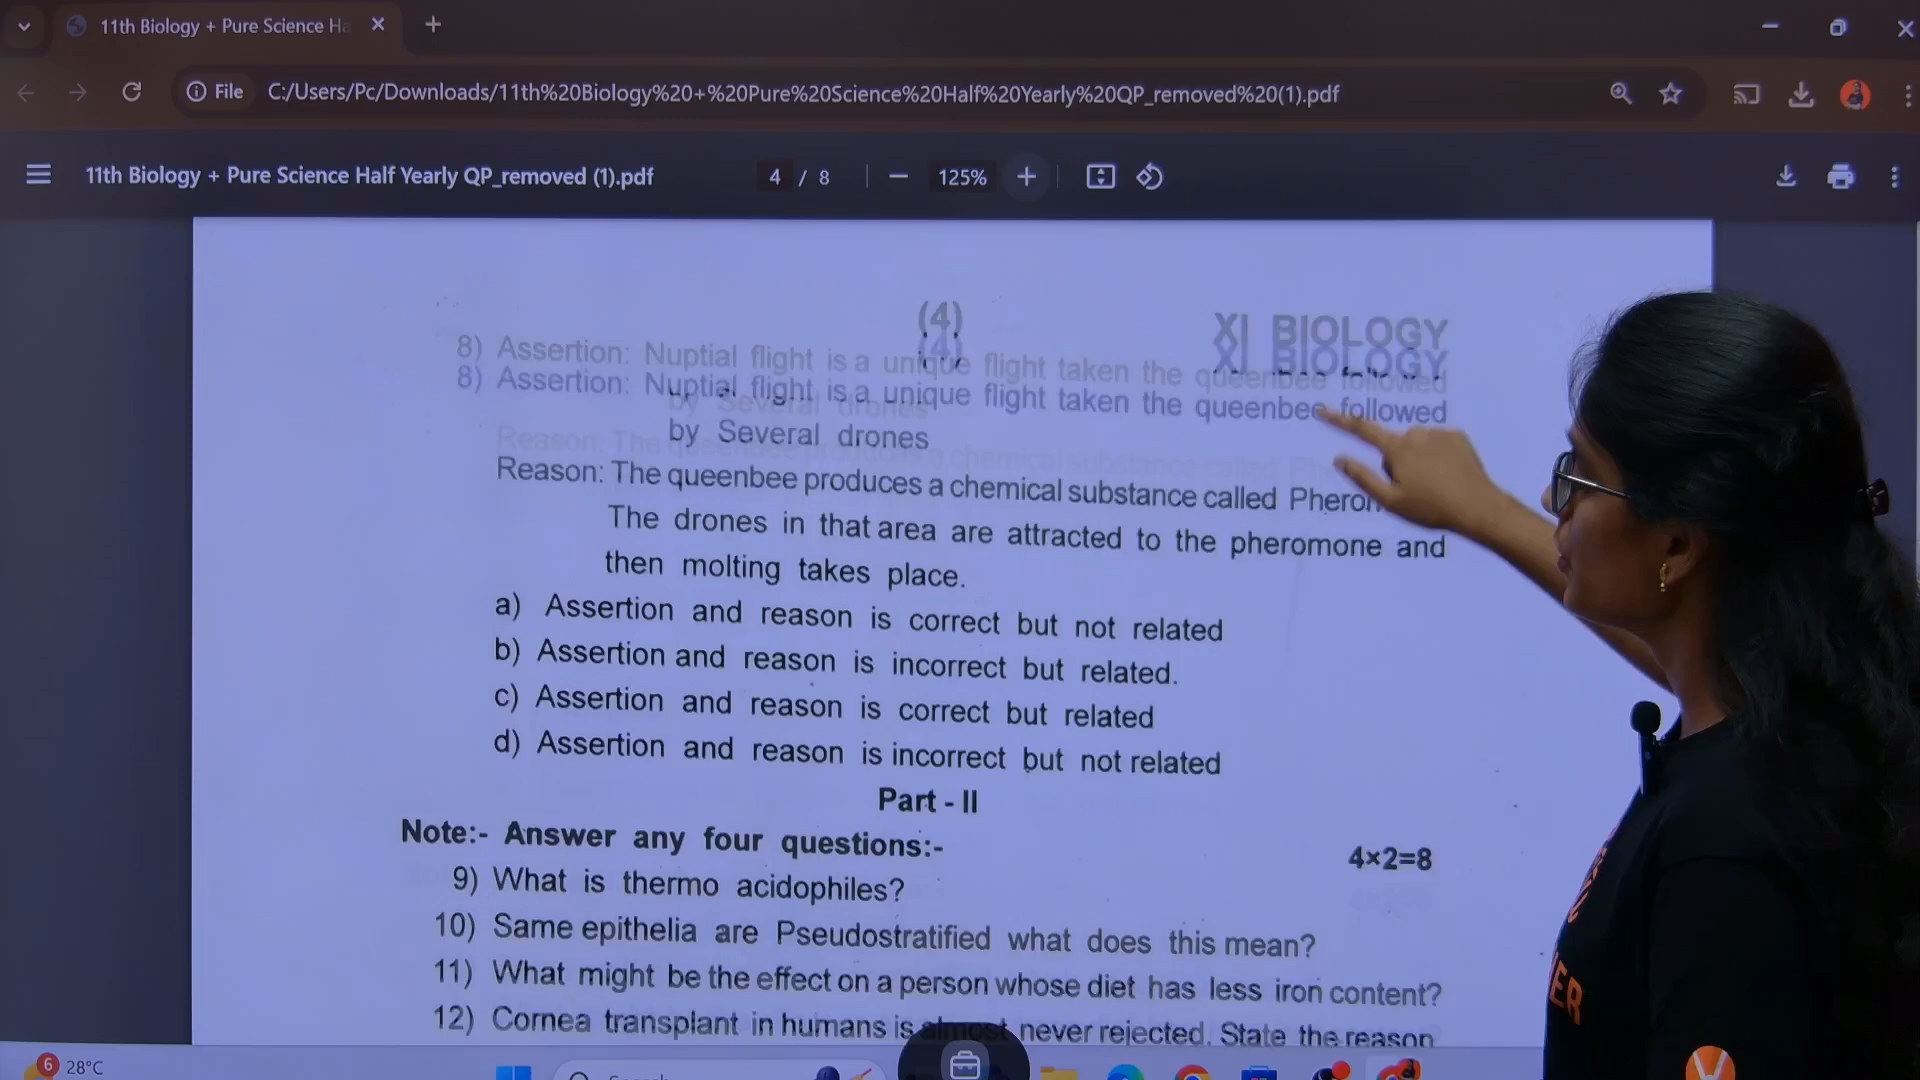 11th Biology + Pure Science Ha
File
C:/Users/Pc/Downloads/11th%20Biology%20+%20Pure%20Science%20Half%20Yearly%20QP_removed%20(1).pdf
11th Biology + Pure Science Half Yearly QP_removed (1).pdf
4 / 8
125%
(4)
XI BIOLOGY
8) Assertion: Nuptial flight is a unique flight taken the queenbee followed
by Several drones
Reason: The queenbee produces a chemical substance called Pheron
The drones in that area are attracted to the pheromone and
then molting takes place.
a) Assertion and reason is correct but not related
b) Assertion and reason is incorrect but related.
c) Assertion and reason is correct but related
d) Assertion and reason is incorrect but not related
Part - II
Note:- Answer any four questions:-
4×2=8
9) What is thermo acidophiles?
10) Same epithelia are Pseudostratified what does this mean?
11) What might be the effect on a person whose diet has less iron content?
12) Cornea transplant in humans is almost never rejected. State the reason
6
28°C